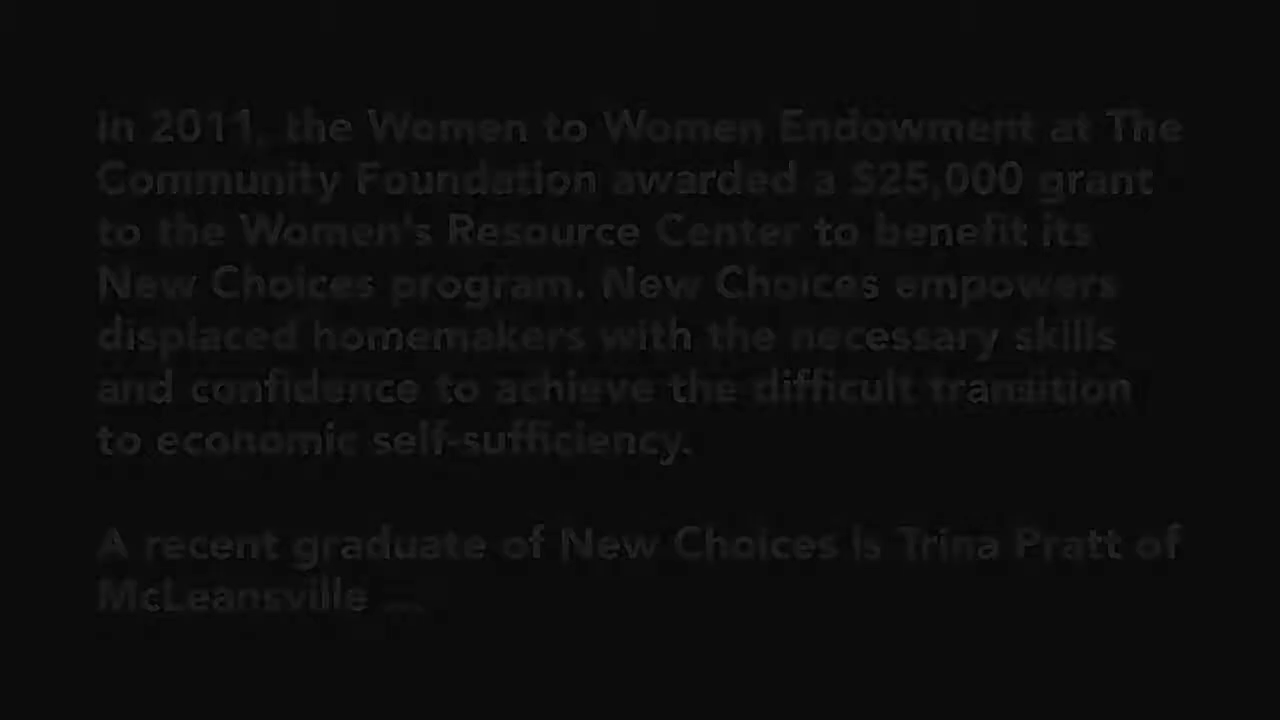 In 2011, the Women to Women Endowment at The
Community Foundation awarded a $25,000 grant
to the Women's Resource Center to benefit its
New Choices program. New Choices empowers
displaced homemakers with the necessary skills
and confidence to achieve the difficult transition
to economic self-sufficiency.
A recent graduate of New Choices is Trina Pratt of
McLeansville ...